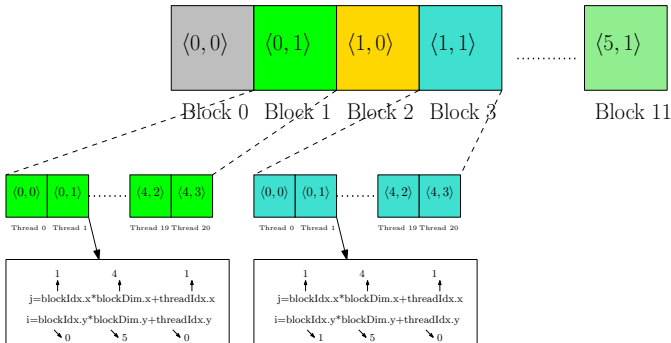 ⟨0, 0⟩ ⟨0, 1⟩ ⟨1, 0⟩ ⟨1, 1⟩ ⟨5, 1⟩
Block 0 Block 1 Block 2 Block 3 Block 11
⟨0, 0⟩ ⟨0, 1⟩ ⟨4, 2⟩ ⟨4, 3⟩ ⟨0, 0⟩ ⟨0, 1⟩ ⟨4, 2⟩ ⟨4, 3⟩
Thread 0 Thread 1 Thread 19 Thread 20 Thread 0 Thread 1 Thread 19 Thread 20
1 4 1
j=blockIdx.x*blockDim.x+threadIdx.x
i=blockIdx.y*blockDim.y+threadIdx.y
0 5 0
1 4 1
j=blockIdx.x*blockDim.x+threadIdx.x
i=blockIdx.y*blockDim.y+threadIdx.y
1 5 0